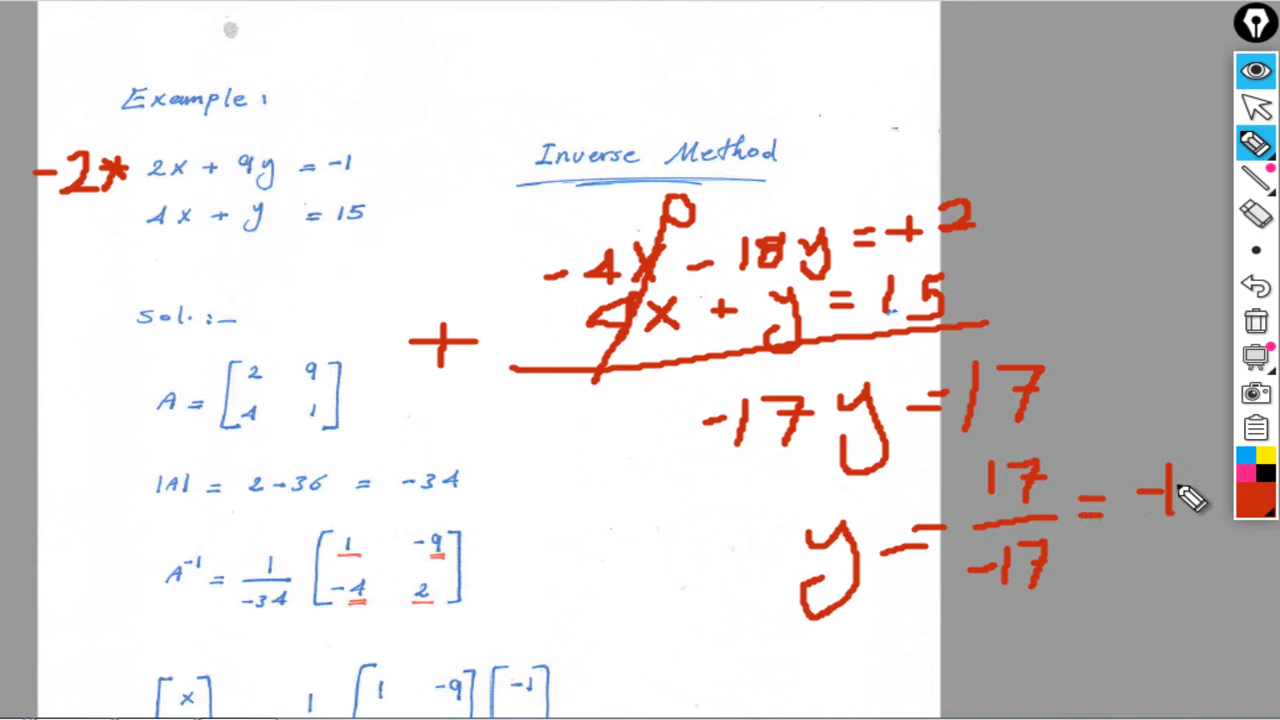 Example :
Inverse Method
-2* 2x + 9y = -1
4x + y = 15
0
-4x - 18y = +2
+ 4x + y = 15
-17y = 17
y = 17/-17 = -1
Sol. :-
A = [2 9
4 1]
|A| = 2-36 = -34
A⁻¹ = 1/-34 [1 -9
-4 2]
[x] 1 [1 -9] [-1]